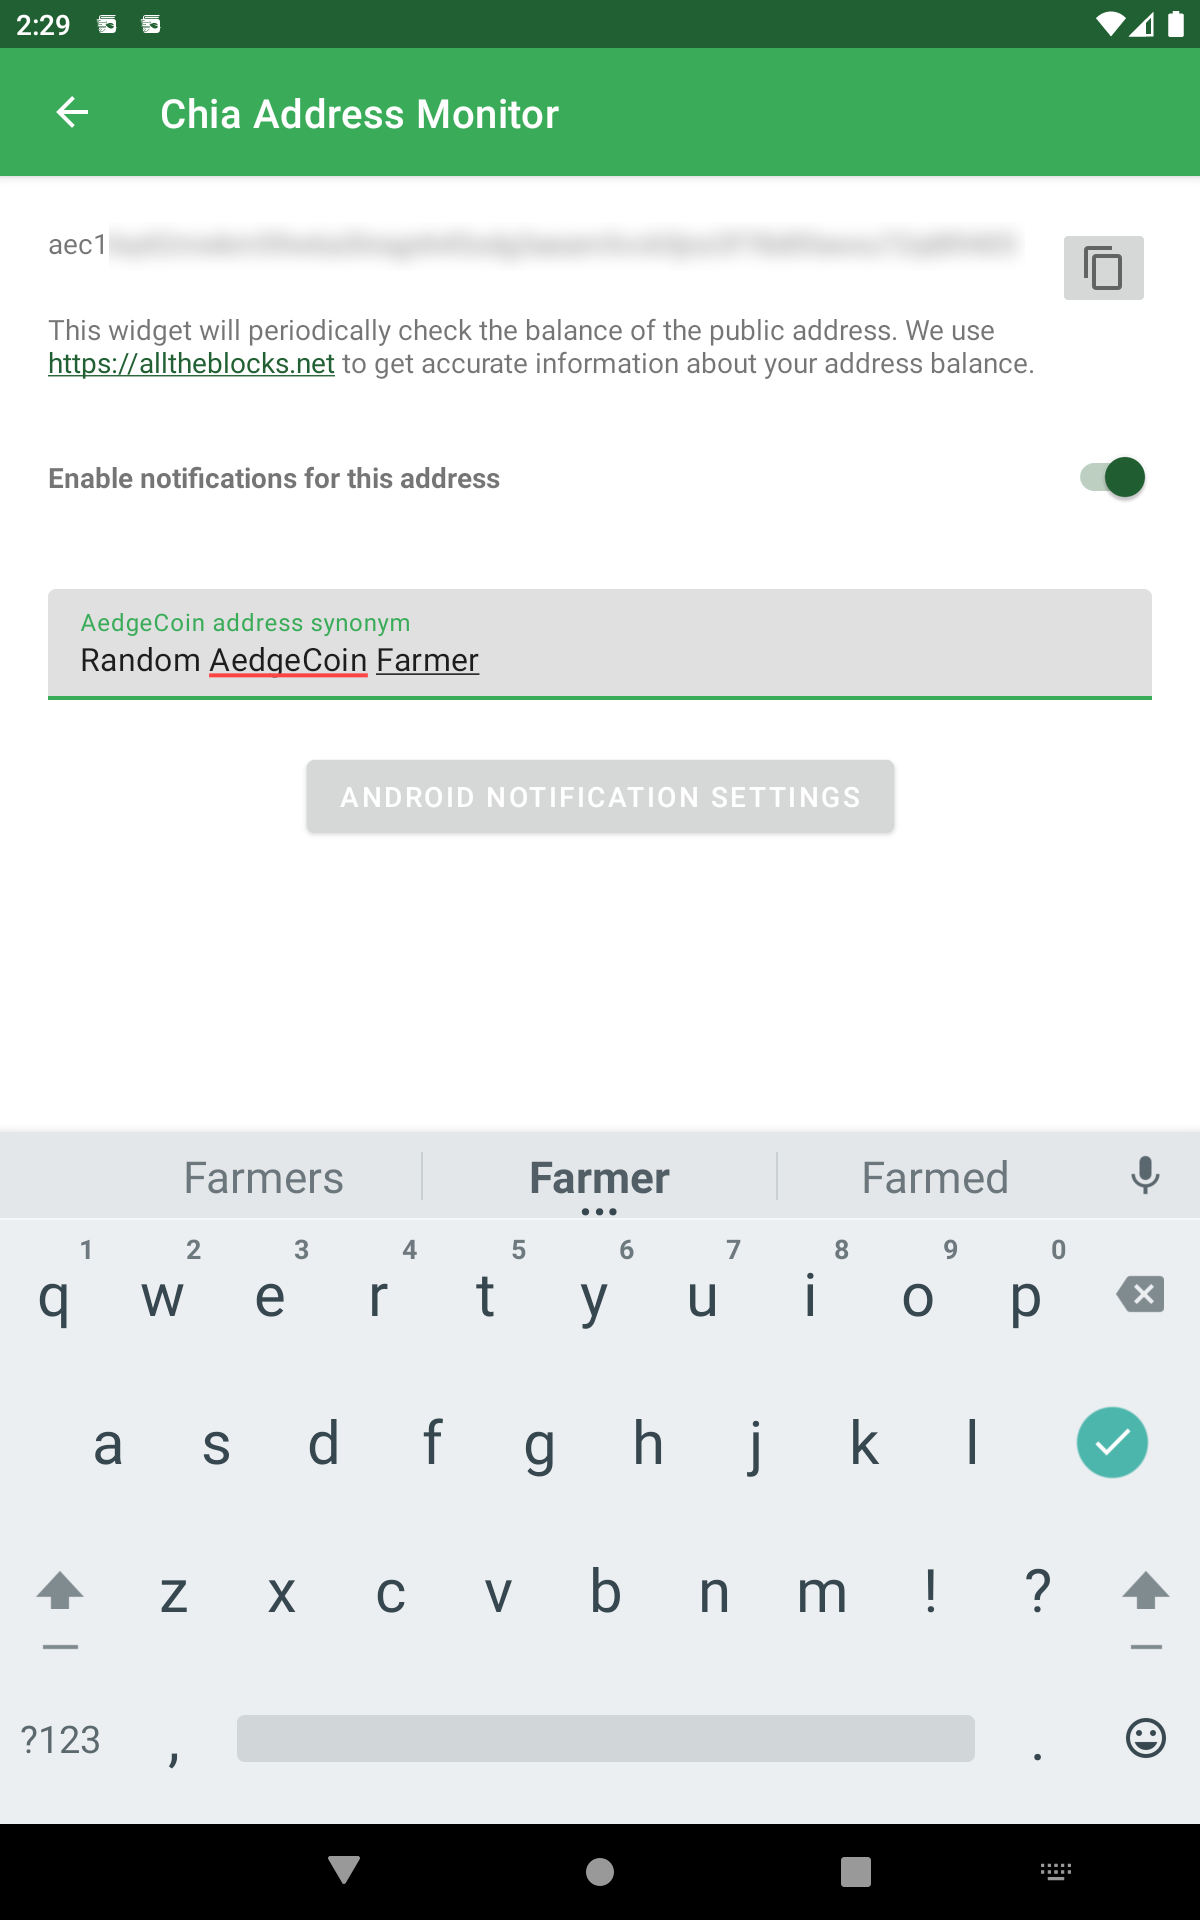 2:29
Chia Address Monitor
aec1
This widget will periodically check the balance of the public address. We use
https://alltheblocks.net to get accurate information about your address balance.
Enable notifications for this address
AedgeCoin address synonym
Random AedgeCoin Farmer
ANDROID NOTIFICATION SETTINGS
Farmers Farmer Farmed
1 2 3 4 5 6 7 8 9 0
q w e r t y u i o p
a s d f g h j k l
z x c v b n m ! ?
?123 , .